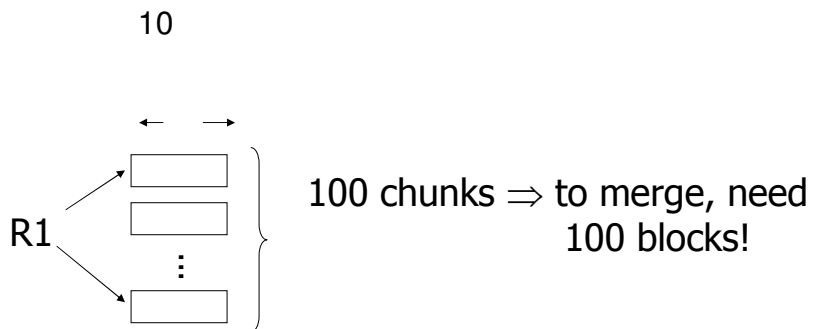 10
R1
⋮
100 chunks ⇒ to merge, need
100 blocks!